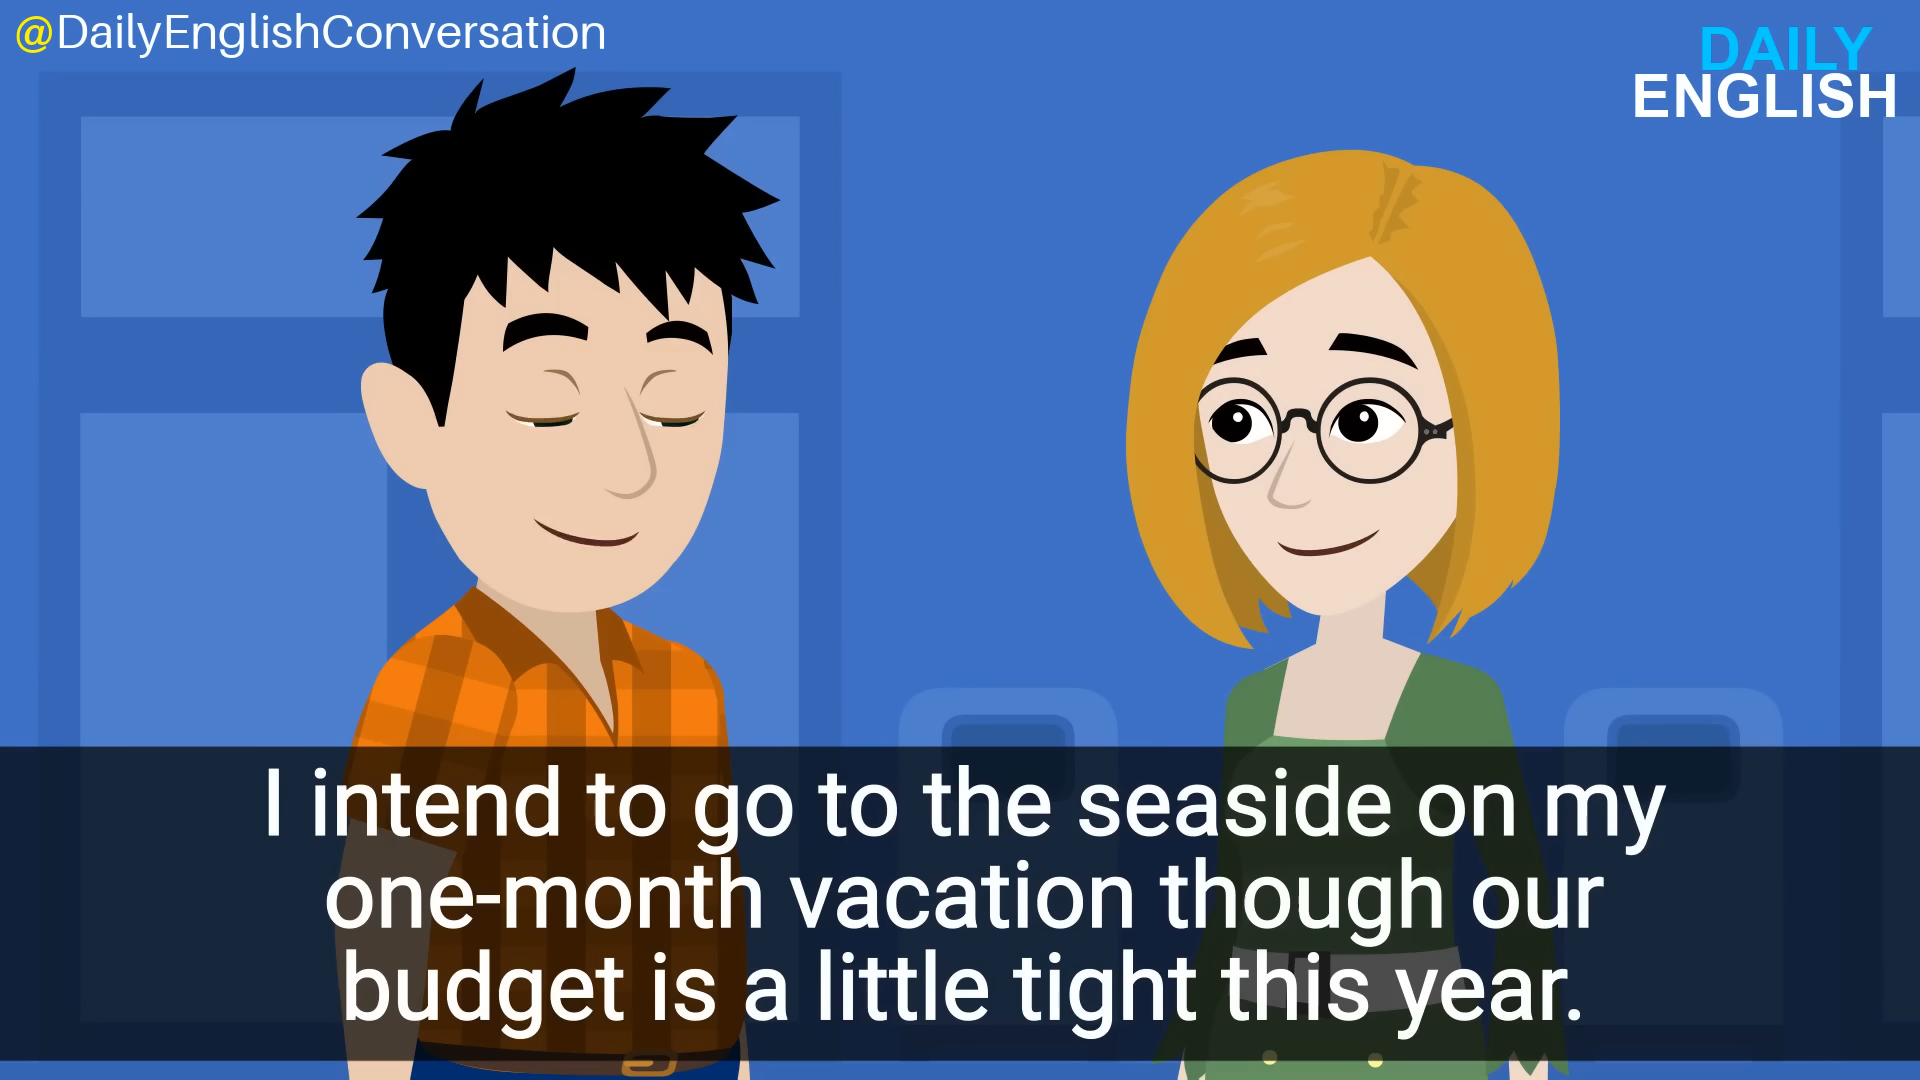 @DailyEnglishConversation
DAILY
ENGLISH
I intend to go to the seaside on my
one-month vacation though our
budget is a little tight this year.